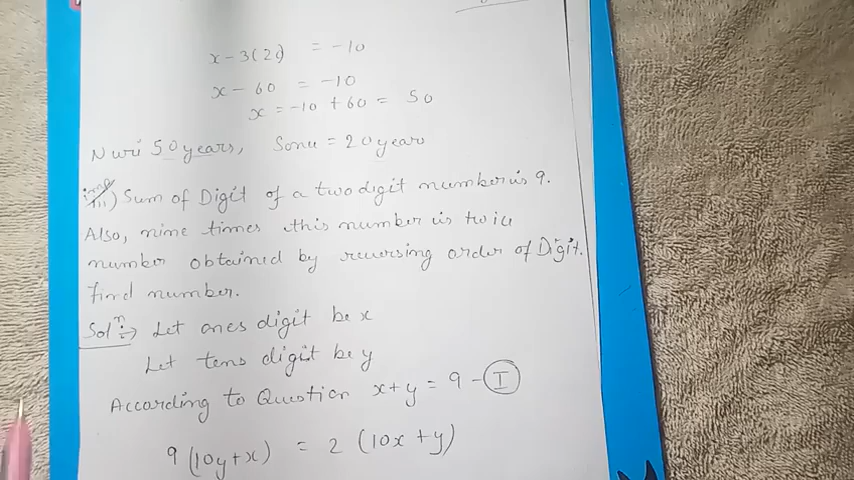 x - 3(20) = -10
x - 60 = -10
x = -10 + 60 = 50
Nuri 50 years, Sonu = 20 years
imp
iii) Sum of Digit of a two digit number is 9.
Also, nine times this number is twice
number obtained by reversing order of Digit.
find number.
Solⁿ:→ Let ones digit be x
Let tens digit be y
According to Question x+y = 9 - I
9 (10y+x) = 2 (10x+y)